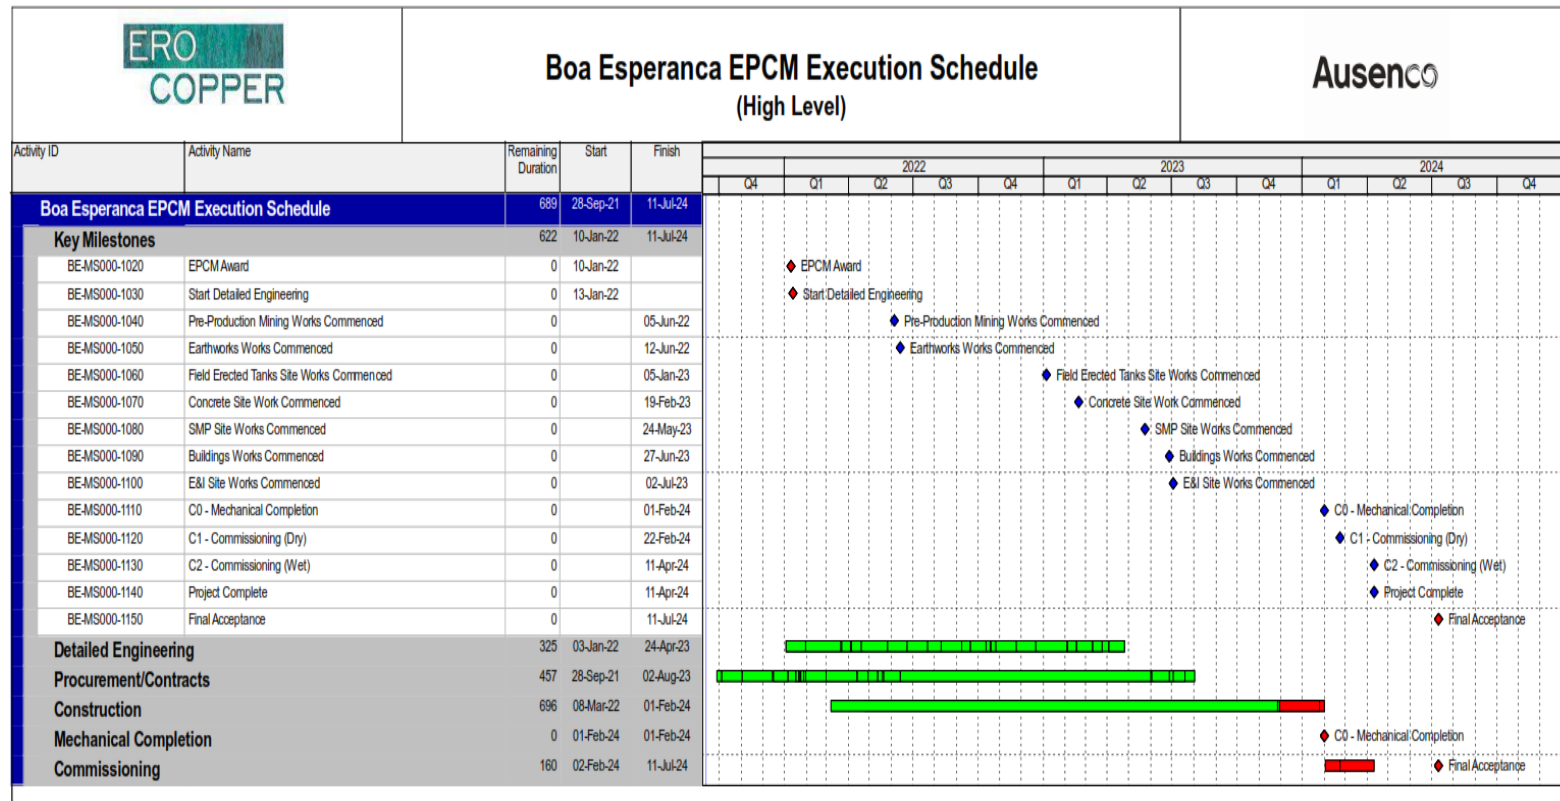 ERO
COPPER
Boa Esperanca EPCM Execution Schedule
(High Level)
Ausenco
Activity ID Activity Name Remaining Duration Start Finish
2022 2023 2024
Q4 Q1 Q2 Q3 Q4 Q1 Q2 Q3 Q4 Q1 Q2 Q3 Q4
Boa Esperanca EPCM Execution Schedule 689 28-Sep-21 11-Jul-24
Key Milestones 622 10-Jan-22 11-Jul-24
BE-MS000-1020 EPCM Award 0 10-Jan-22 EPCM Award
BE-MS000-1030 Start Detailed Engineering 0 13-Jan-22 Start Detailed Engineering
BE-MS000-1040 Pre-Production Mining Works Commenced 0 05-Jun-22 Pre-Production Mining Works Commenced
BE-MS000-1050 Earthworks Works Commenced 0 12-Jun-22 Earthworks Works Commenced
BE-MS000-1060 Field Erected Tanks Site Works Commenced 0 05-Jan-23 Field Erected Tanks Site Works Commenced
BE-MS000-1070 Concrete Site Work Commenced 0 19-Feb-23 Concrete Site Work Commenced
BE-MS000-1080 SMP Site Works Commenced 0 24-May-23 SMP Site Works Commenced
BE-MS000-1090 Buildings Works Commenced 0 27-Jun-23 Buildings Works Commenced
BE-MS000-1100 E&I Site Works Commenced 0 02-Jul-23 E&I Site Works Commenced
BE-MS000-1110 C0 - Mechanical Completion 0 01-Feb-24 C0 - Mechanical Completion
BE-MS000-1120 C1 - Commissioning (Dry) 0 22-Feb-24 C1 - Commissioning (Dry)
BE-MS000-1130 C2 - Commissioning (Wet) 0 11-Apr-24 C2 - Commissioning (Wet)
BE-MS000-1140 Project Complete 0 11-Apr-24 Project Complete
BE-MS000-1150 Final Acceptance 0 11-Jul-24 Final Acceptance
Detailed Engineering 325 03-Jan-22 24-Apr-23
Procurement/Contracts 457 28-Sep-21 02-Aug-23
Construction 696 08-Mar-22 01-Feb-24
Mechanical Completion 0 01-Feb-24 01-Feb-24 C0 - Mechanical Completion
Commissioning 160 02-Feb-24 11-Jul-24 Final Acceptance